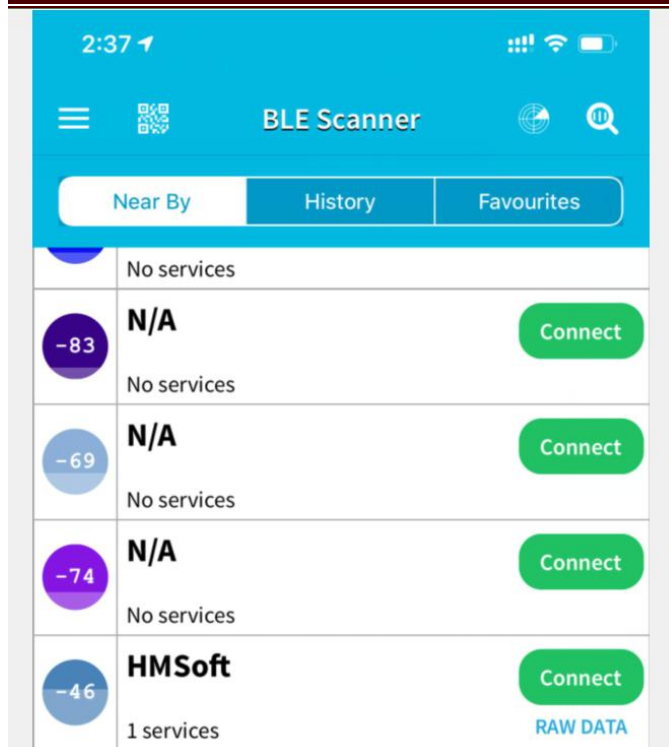 2:37
BLE Scanner
Near By History Favourites
No services
N/A
-83 Connect
No services
N/A
-69 Connect
No services
N/A
-74 Connect
No services
HMSoft
-46 Connect
1 services RAW DATA